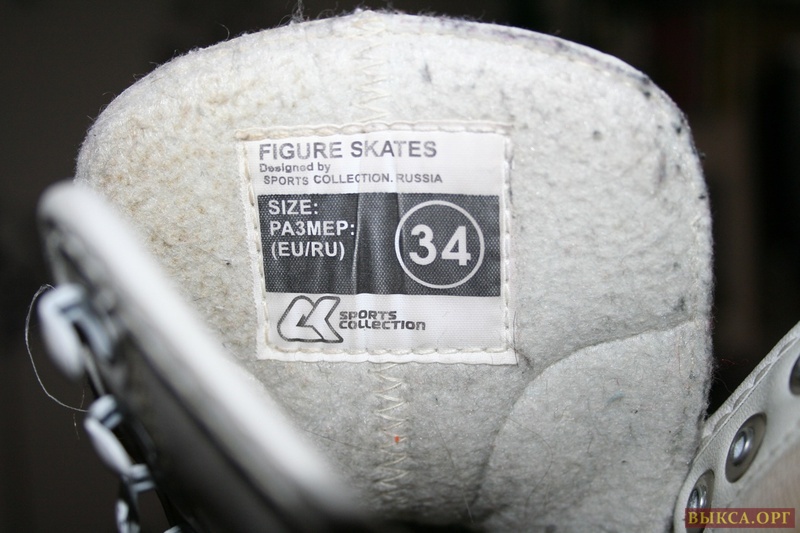 FIGURE SKATES
Designed by
SPORTS COLLECTION. RUSSIA
SIZE:
РАЗМЕР:
(EU/RU)
34
SPORTS
COLLECTION
ВЫКСА.ОРГ